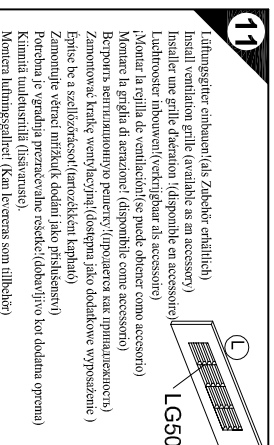 11
Lüftungsgitter einbauen!(als Zubehör erhältlich)
Install ventilation grille (available as an accessory)
Installer une grille d'aération !(disponible en accessoire)
Luchtrooster inbouwen!(verkrijgbaar als accessoire)
¡Montar la rejilla de ventilación!(se puede obtener como accesorio)
Montare la griglia di aerazione! (disponibile come accessorio)
Встроить вентиляционную решетку!(продается как принадлежность)
Zamontować kratkę wentylacyjną!(dostępna jako dodatkowe wyposażenie )
Építse be a szellőzőrácsot!(tartozékként kapható)
Zamontujte větrací mřížku(k dodání jako příslušenství)
Potrebna je vgradnja prezračevalne rešetke!(dobavljivo kot dodatna oprema)
Kiinnitä tuuletusritilä (lisävaruste).
Montera luftningsgallret! (Kan levereras som tillbehör)
L
LG50